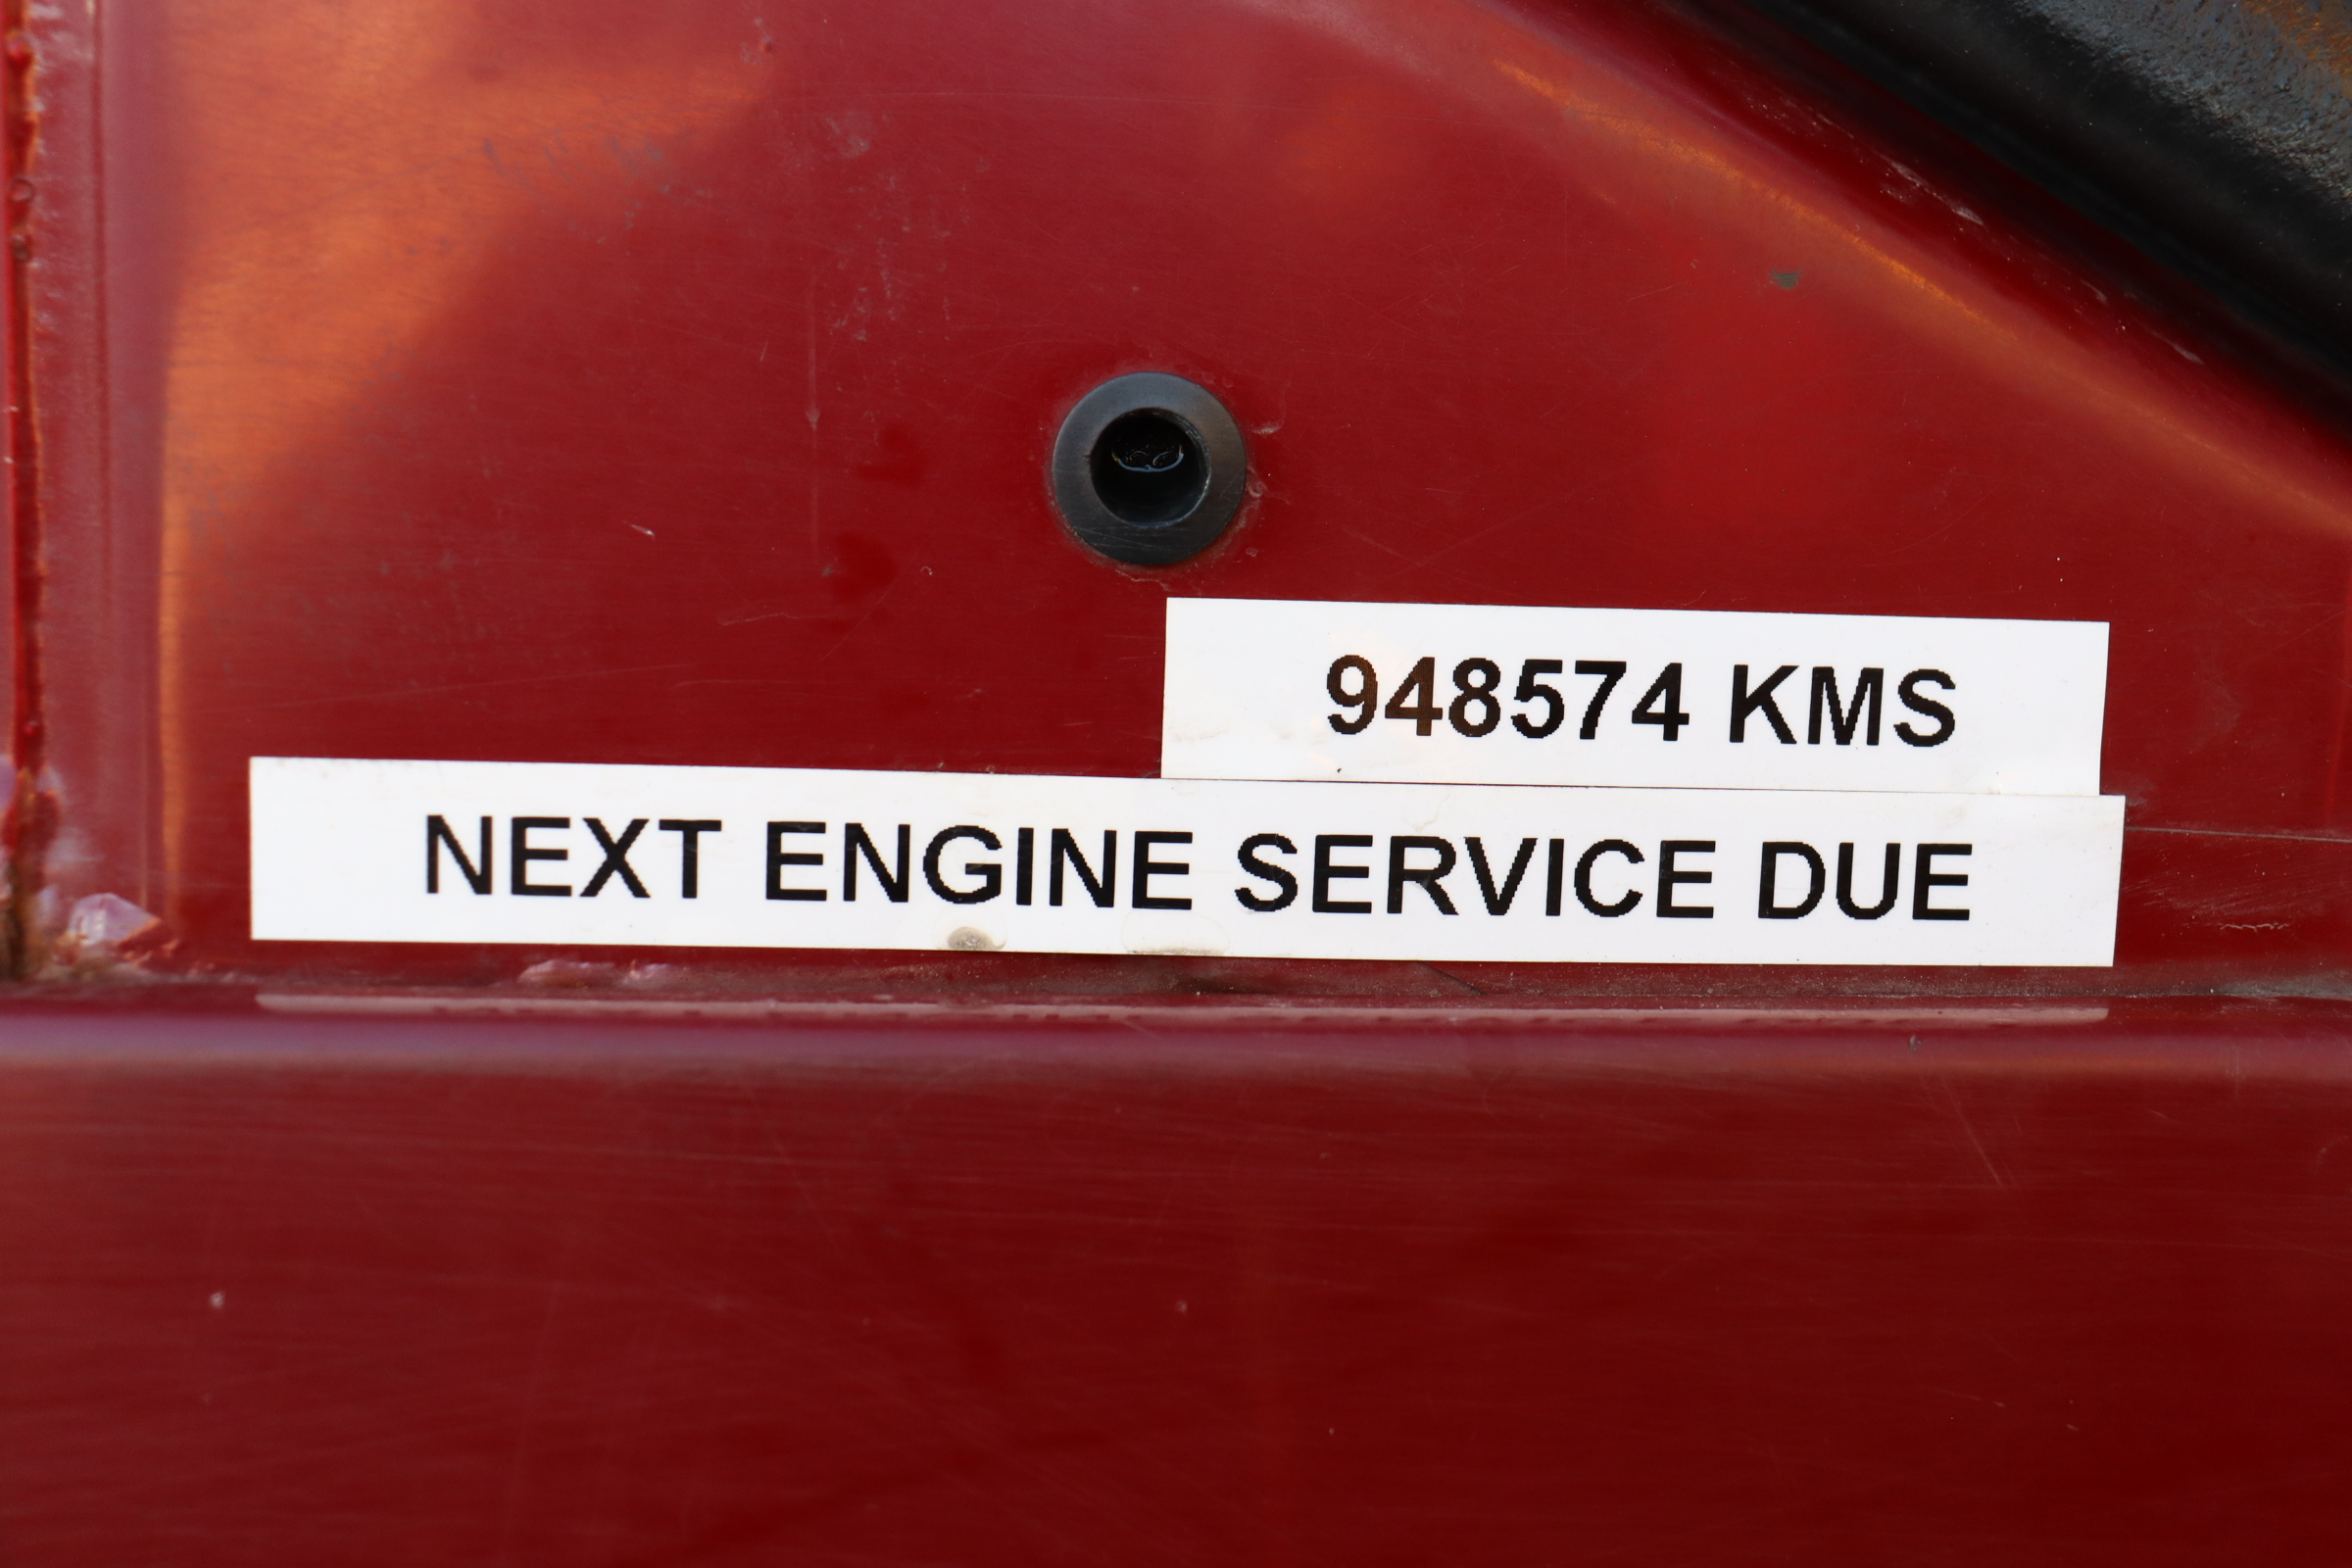 948574 KMS
NEXT ENGINE SERVICE DUE